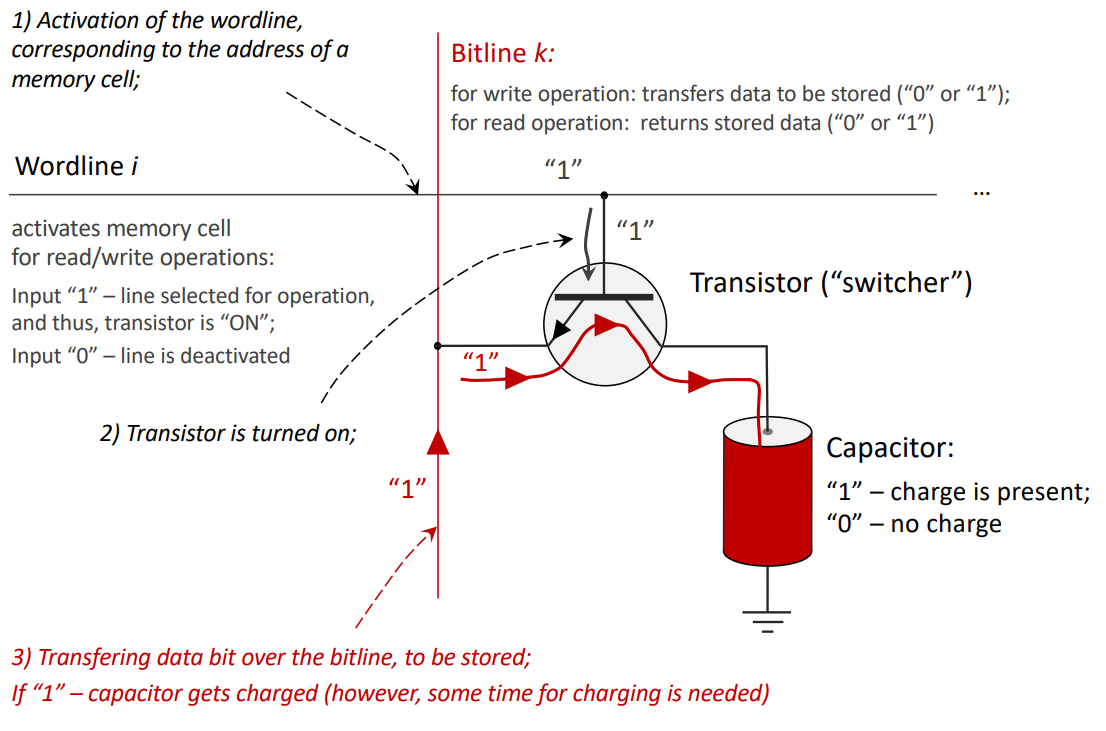 1) Activation of the wordline,
corresponding to the address of a
memory cell;
Bitline k:
for write operation: transfers data to be stored (“0” or “1”);
for read operation:  returns stored data (“0” or “1”)
Wordline i
“1”
...
activates memory cell
for read/write operations:
Input “1” – line selected for operation,
and thus, transistor is “ON”;
Input “0” – line is deactivated
“1”
Transistor (“switcher”)
“1”
2) Transistor is turned on;
Capacitor:
“1” – charge is present;
“0” – no charge
“1”
3) Transfering data bit over the bitline, to be stored;
If “1” – capacitor gets charged (however, some time for charging is needed)